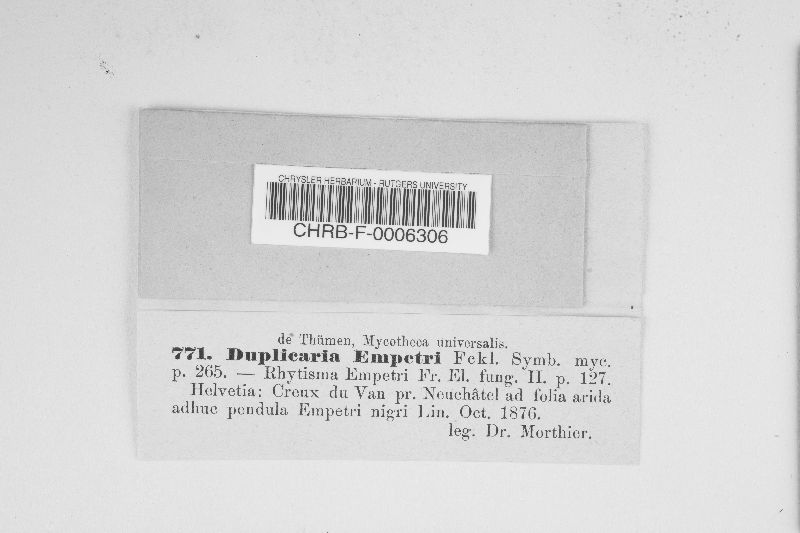 CHRYSLER HERBARIUM - RUTGERS UNIVERSITY
CHRB-F-0006306
de Thümen, Mycotheca universalis.
771. Duplicaria Empetri Fckl. Symb. myc.
p. 265. — Rhytisma Empetri Fr. El. fung. II. p. 127.
Helvetia: Creux du Van pr. Neuchâtel ad folia arida
adhuc pendula Empetri nigri Lin. Oct. 1876.
leg. Dr. Morthier.